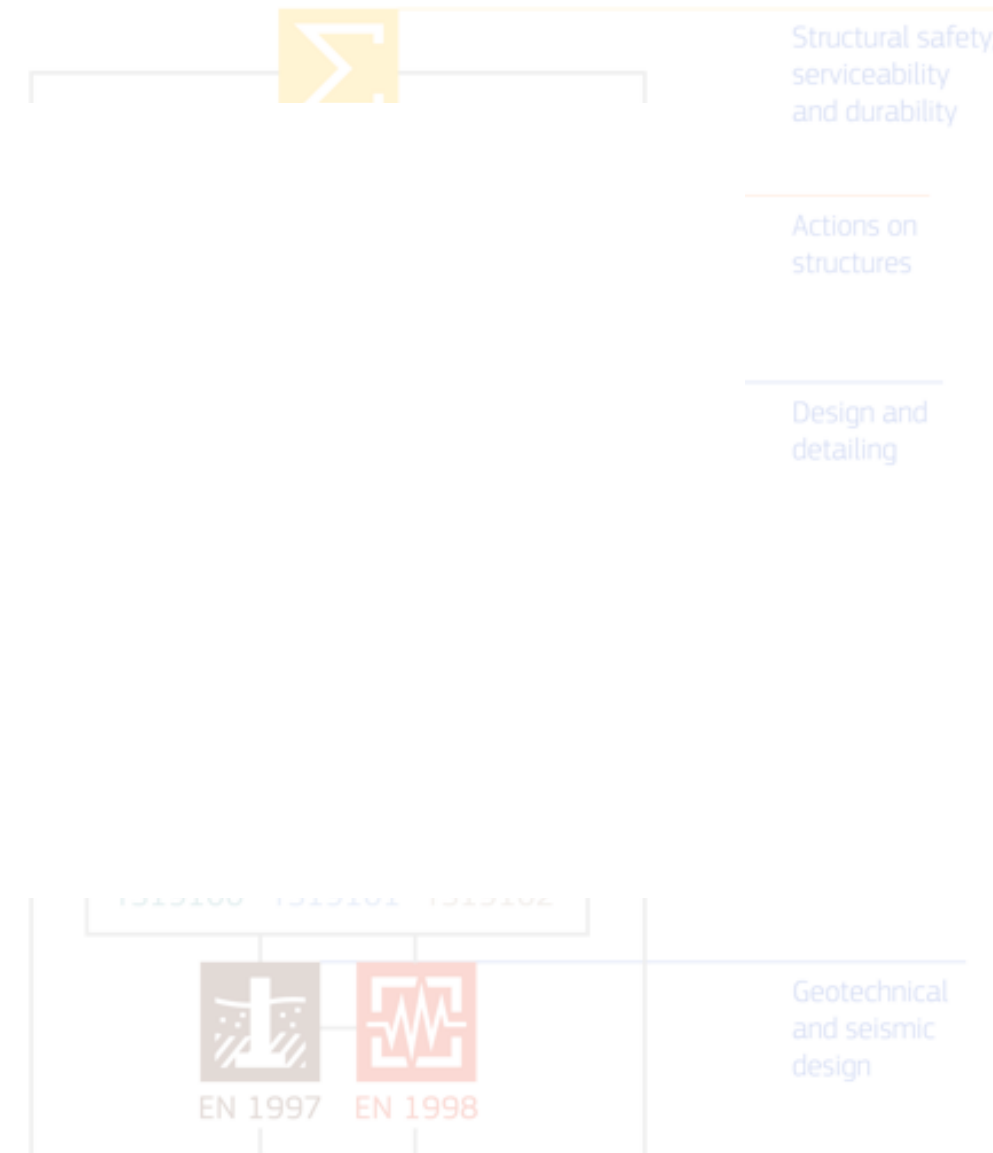 Structural safety,
serviceability
and durability
Actions on
structures
Design and
detailing
Geotechnical
and seismic
design
EN 1997 EN 1998